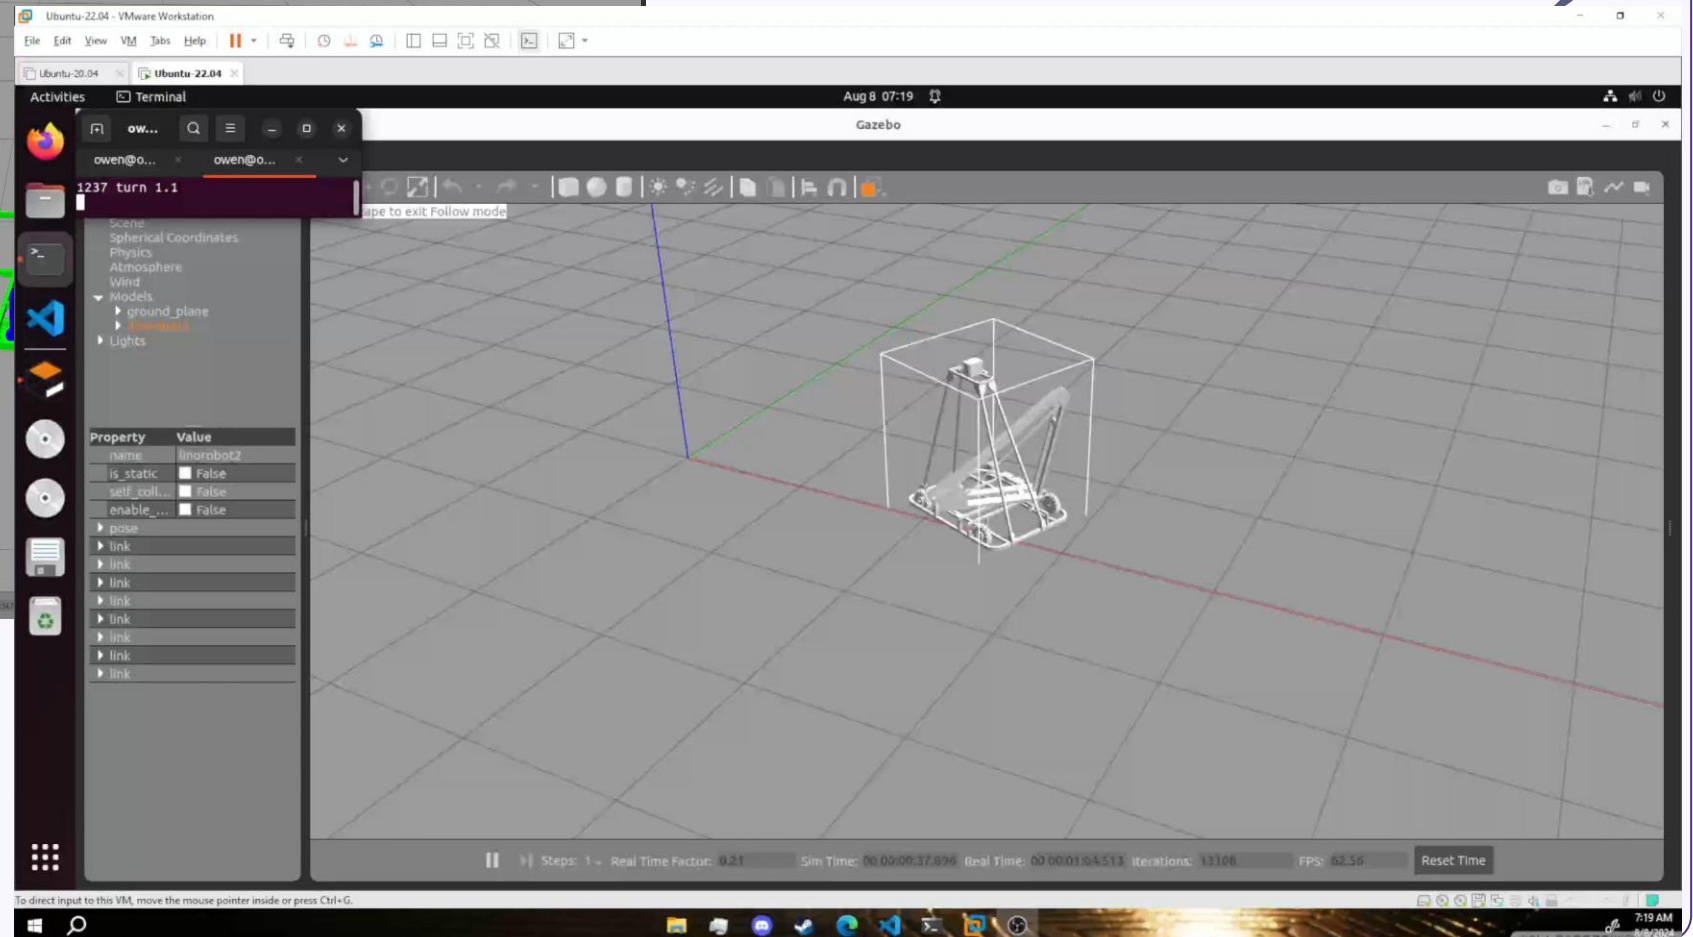 Ubuntu-22.04 - VMware Workstation
File Edit View VM Tabs Help
Ubuntu-20.04 Ubuntu-22.04
Activities Terminal Aug 8 07:19
ow...
Gazebo
owen@o... owen@o...
1237 turn 1.1
ape to exit Follow mode
Scene
Spherical Coordinates
Physics
Atmosphere
Wind
Models
ground_plane
linorobot2
Lights
Property Value
name linorobot2
is_static False
self_coll... False
enable_... False
pose
link
link
link
link
link
link
link
link
Steps: 1 Real Time Factor: 0.21 Sim Time: 00 00:00:37.896 Real Time: 00 00:01:04.513 Iterations: 13108 FPS: 62.56 Reset Time
To direct input to this VM, move the mouse pointer inside or press Ctrl+G.
7:19 AM
8/8/2024